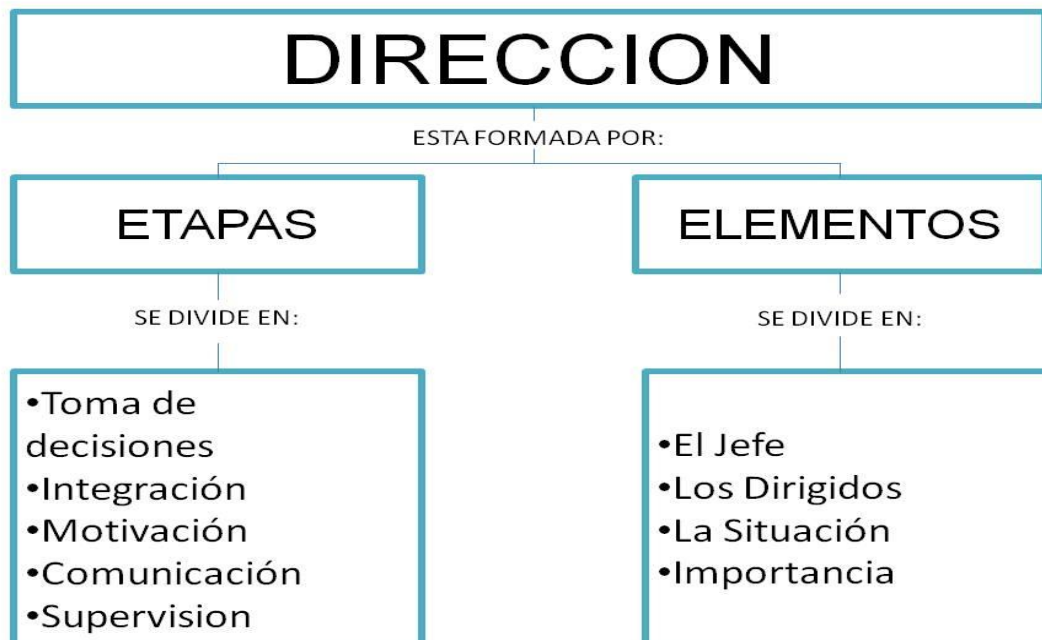 DIRECCION
ESTA FORMADA POR:
ETAPAS
SE DIVIDE EN:
•Toma de
decisiones
•Integración
•Motivación
•Comunicación
•Supervision
ELEMENTOS
SE DIVIDE EN:
•El Jefe
•Los Dirigidos
•La Situación
•Importancia